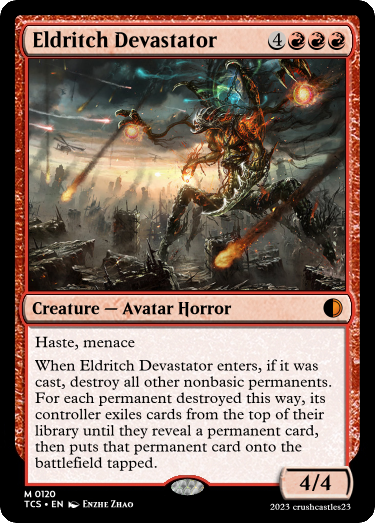 Eldritch Devastator 4
Creature — Avatar Horror
Haste, menace
When Eldritch Devastator enters, if it was
cast, destroy all other nonbasic permanents.
For each permanent destroyed this way, its
controller exiles cards from the top of their
library until they reveal a permanent card,
then puts that permanent card onto the
battlefield tapped.
4/4
M 0120
TCS • EN Enzhe Zhao
2023 crushcastles23